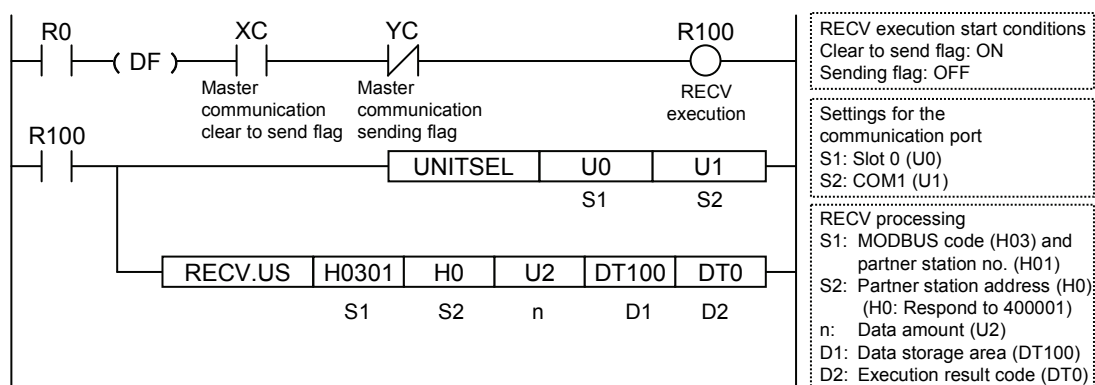 R0 XC YC R100
DF
Master communication clear to send flag
Master communication sending flag
RECV execution
R100
UNITSEL U0 U1
S1 S2
RECV.US H0301 H0 U2 DT100 DT0
S1 S2 n D1 D2
RECV execution start conditions
Clear to send flag: ON
Sending flag: OFF
Settings for the
communication port
S1: Slot 0 (U0)
S2: COM1 (U1)
RECV processing
S1: MODBUS code (H03) and
partner station no. (H01)
S2: Partner station address (H0)
(H0: Respond to 400001)
n: Data amount (U2)
D1: Data storage area (DT100)
D2: Execution result code (DT0)